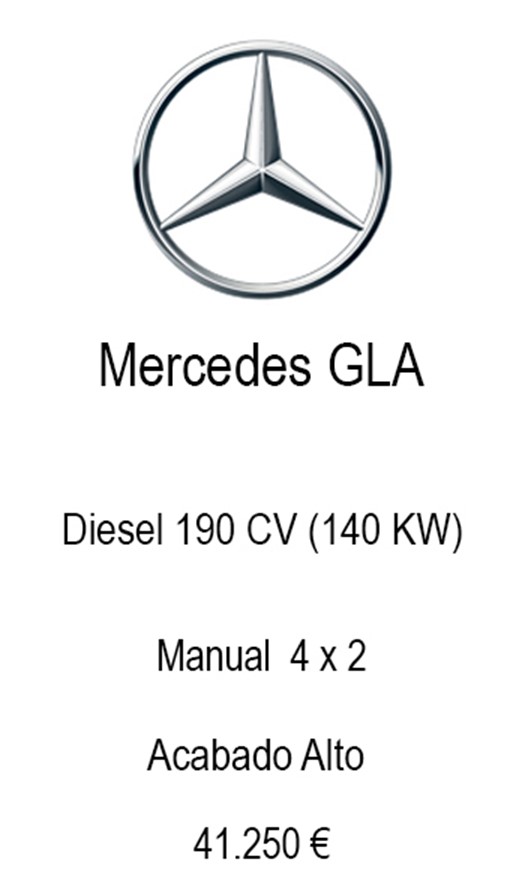 Mercedes GLA
Diesel 190 CV (140 KW)
Manual 4 x 2
Acabado Alto
41.250 €